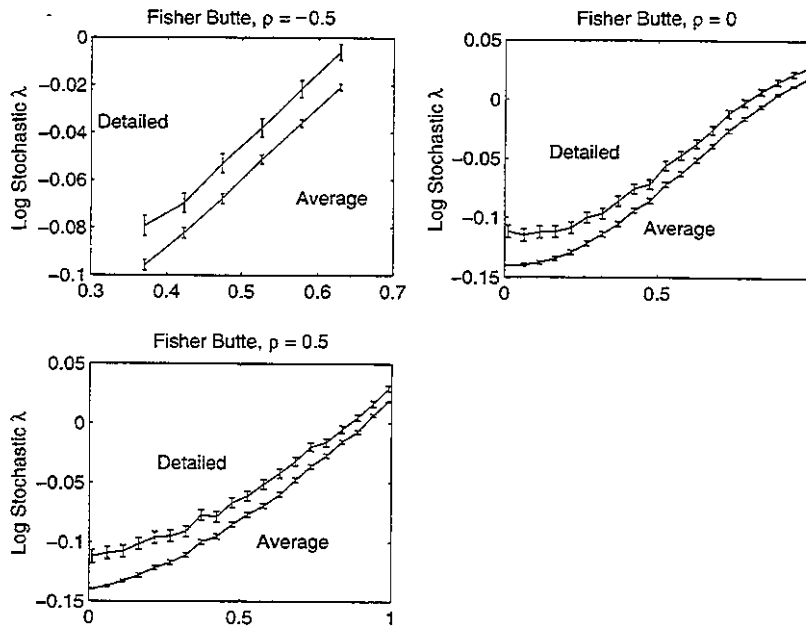 Fisher Butte, ρ = −0.5
Log Stochastic λ
0
−0.02
−0.04
−0.06
−0.08
−0.1
Detailed
Average
0.3 0.4 0.5 0.6 0.7
Fisher Butte, ρ = 0
Log Stochastic λ
0.05
0
−0.05
−0.1
−0.15
Detailed
Average
0 0.5
Fisher Butte, ρ = 0.5
Log Stochastic λ
0.05
0
−0.05
−0.1
−0.15
Detailed
Average
0 0.5 1